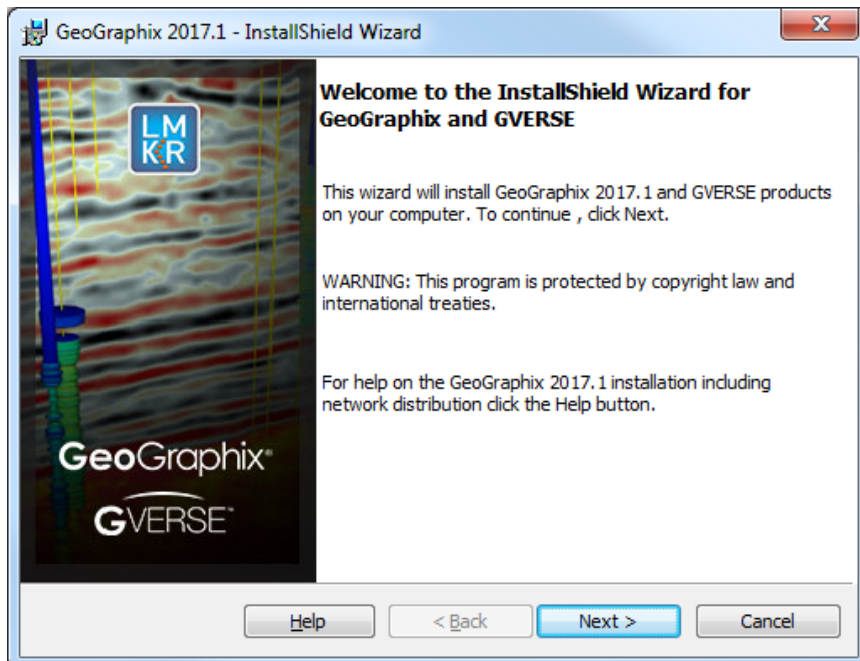 GeoGraphix 2017.1 - InstallShield Wizard
LM
KR
GeoGraphix®
GVERSE™
Welcome to the InstallShield Wizard for
GeoGraphix and GVERSE
This wizard will install GeoGraphix 2017.1 and GVERSE products
on your computer. To continue , click Next.
WARNING: This program is protected by copyright law and
international treaties.
For help on the GeoGraphix 2017.1 installation including
network distribution click the Help button.
Help
< Back
Next >
Cancel